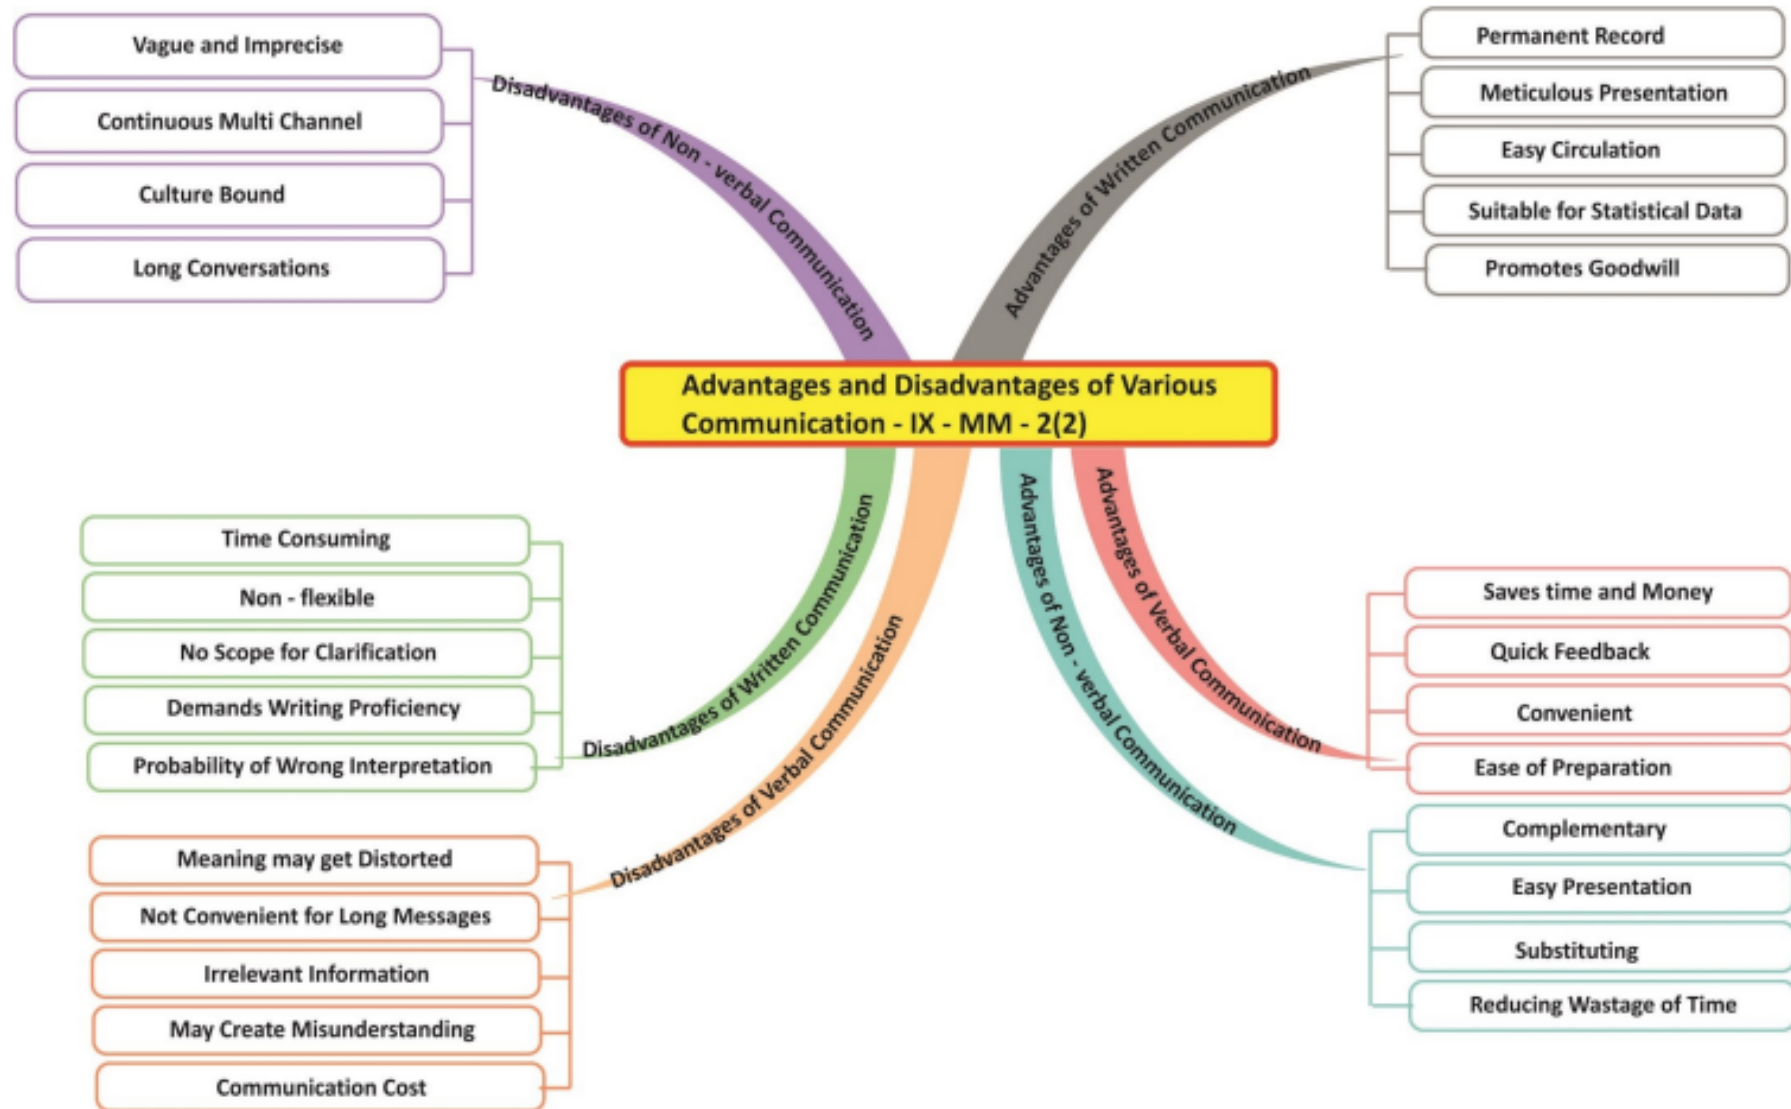 Advantages and Disadvantages of Various
Communication - IX - MM - 2(2)
Disadvantages of Non - verbal Communication
Vague and Imprecise
Continuous Multi Channel
Culture Bound
Long Conversations
Advantages of Written Communication
Permanent Record
Meticulous Presentation
Easy Circulation
Suitable for Statistical Data
Promotes Goodwill
Disadvantages of Written Communication
Time Consuming
Non - flexible
No Scope for Clarification
Demands Writing Proficiency
Probability of Wrong Interpretation
Disadvantages of Verbal Communication
Meaning may get Distorted
Not Convenient for Long Messages
Irrelevant Information
May Create Misunderstanding
Communication Cost
Advantages of Verbal Communication
Saves time and Money
Quick Feedback
Convenient
Ease of Preparation
Advantages of Non - verbal Communication
Complementary
Easy Presentation
Substituting
Reducing Wastage of Time